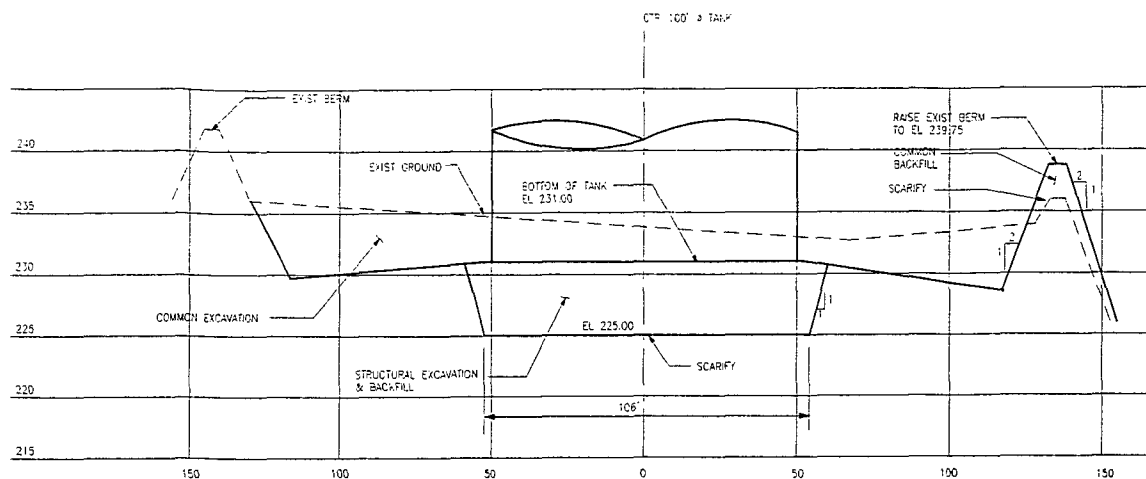 CTR 100' Ø TANK
EXIST BERM
RAISE EXIST BERM
TO EL 239.75
240
COMMON
BACKFILL
EXIST GROUND
BOTTOM OF TANK
EL 231.00
SCARIFY
2
1
235
2
1
230
COMMON EXCAVATION
1
1
225
EL 225.00
STRUCTURAL EXCAVATION
& BACKFILL
SCARIFY
220
106'
215
150
100
50
0
50
100
150